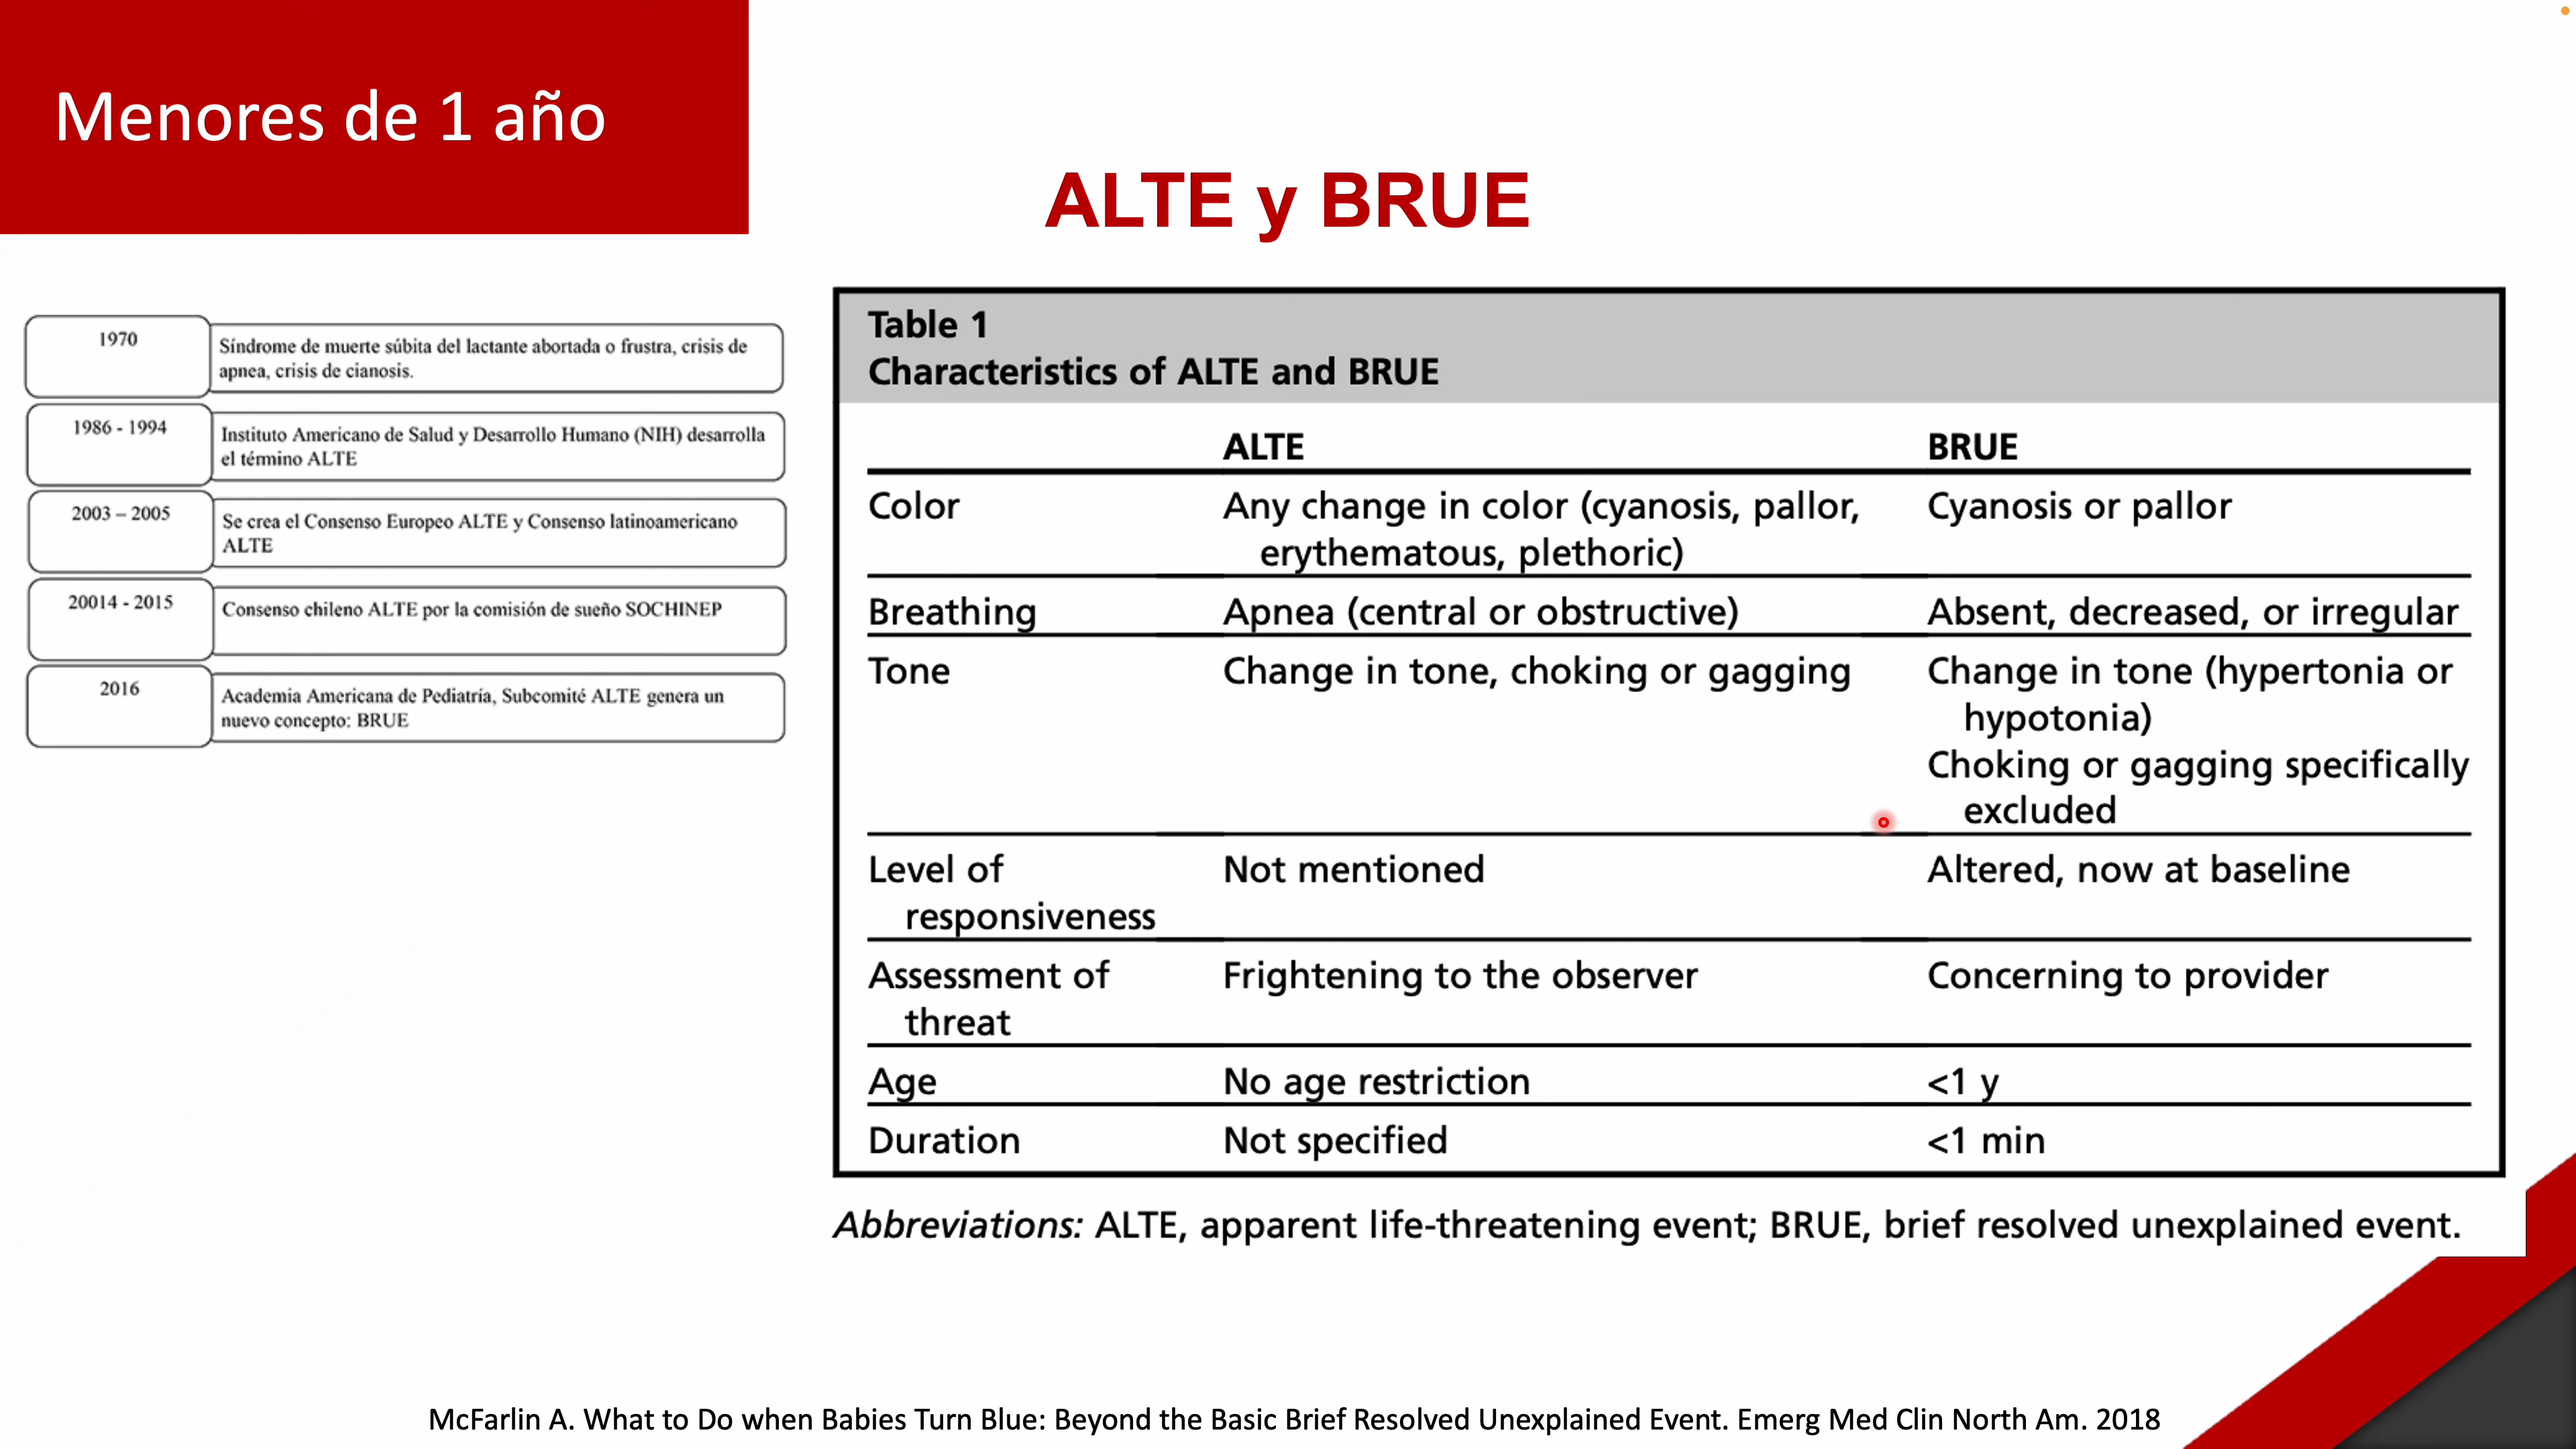 Menores de 1 año
ALTE y BRUE
1970
Síndrome de muerte súbita del lactante abortada o frustra, crisis de
apnea, crisis de cianosis.
1986 - 1994
Instituto Americano de Salud y Desarrollo Humano (NIH) desarrolla
el término ALTE
2003 – 2005
Se crea el Consenso Europeo ALTE y Consenso latinoamericano
ALTE
20014 - 2015
Consenso chileno ALTE por la comisión de sueño SOCHINEP
2016
Academia Americana de Pediatría, Subcomité ALTE genera un
nuevo concepto: BRUE
Table 1
Characteristics of ALTE and BRUE
ALTE BRUE
Color Any change in color (cyanosis, pallor, Cyanosis or pallor
erythematous, plethoric)
Breathing Apnea (central or obstructive) Absent, decreased, or irregular
Tone Change in tone, choking or gagging Change in tone (hypertonia or
hypotonia)
Choking or gagging specifically
excluded
Level of Not mentioned Altered, now at baseline
responsiveness
Assessment of Frightening to the observer Concerning to provider
threat
Age No age restriction <1 y
Duration Not specified <1 min
Abbreviations: ALTE, apparent life-threatening event; BRUE, brief resolved unexplained event.
McFarlin A. What to Do when Babies Turn Blue: Beyond the Basic Brief Resolved Unexplained Event. Emerg Med Clin North Am. 2018